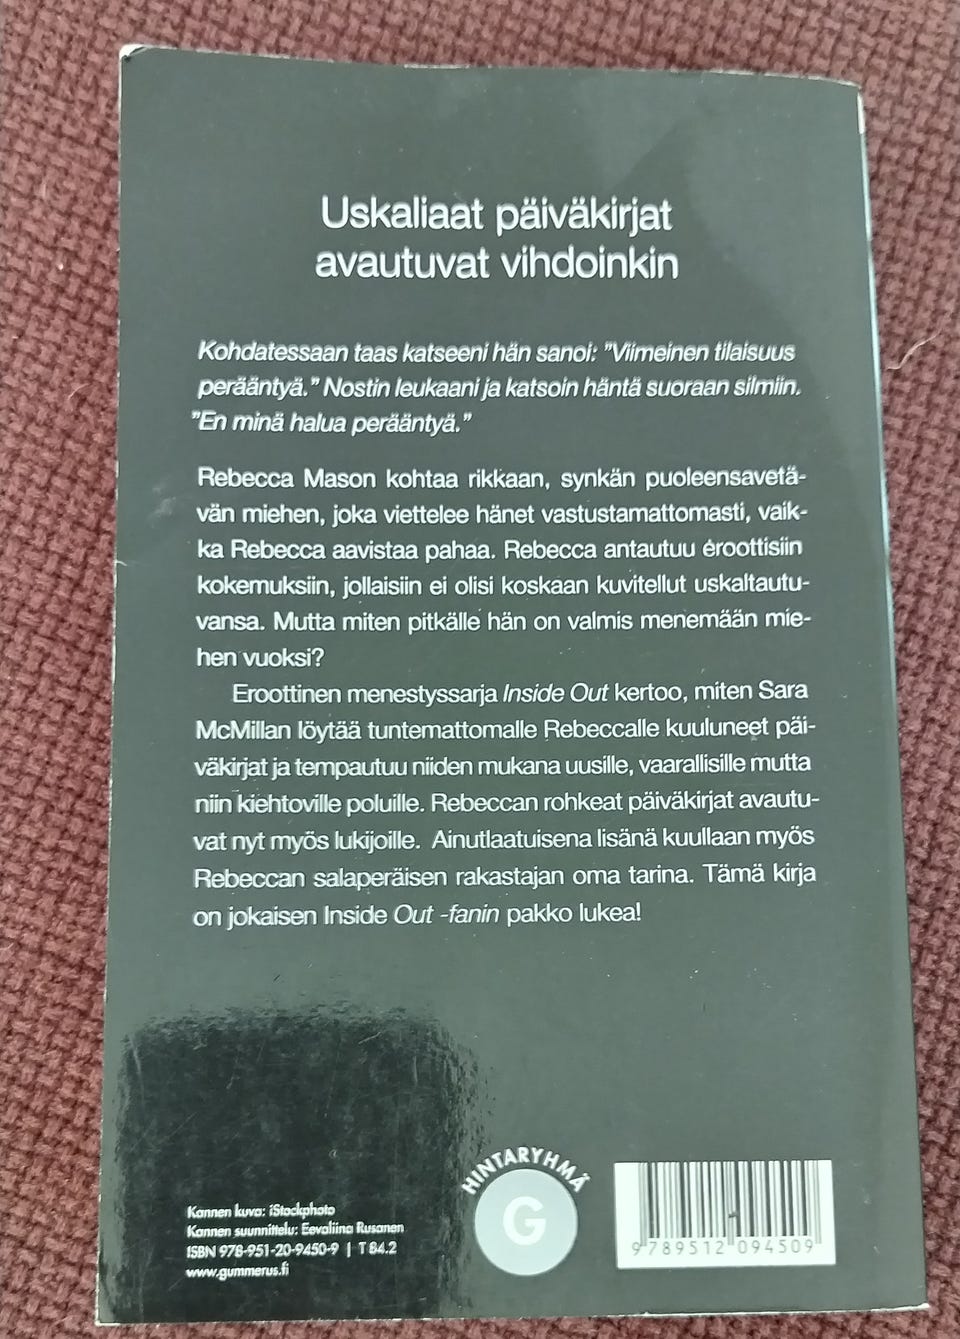 Uskaliaat päiväkirjat
avautuvat vihdoinkin
Kohdatessaan taas katseeni hän sanoi: ”Viimeinen tilaisuus
perääntyä.” Nostin leukaani ja katsoin häntä suoraan silmiin.
”En minä halua perääntyä.”
Rebecca Mason kohtaa rikkaan, synkän puoleensavetä-
vän miehen, joka viettelee hänet vastustamattomasti, vaik-
ka Rebecca aavistaa pahaa. Rebecca antautuu eroottisiin
kokemuksiin, jollaisiin ei olisi koskaan kuvitellut uskaltautu-
vansa. Mutta miten pitkälle hän on valmis menemään mie-
hen vuoksi?
Eroottinen menestyssarja Inside Out kertoo, miten Sara
McMillan löytää tuntemattomalle Rebeccalle kuuluneet päi-
väkirjat ja tempautuu niiden mukana uusille, vaarallisille mutta
niin kiehtoville poluille. Rebeccan rohkeat päiväkirjat avautu-
vat nyt myös lukijoille. Ainutlaatuisena lisänä kuullaan myös
Rebeccan salaperäisen rakastajan oma tarina. Tämä kirja
on jokaisen Inside Out -fanin pakko lukea!
Kannen kuva: iStockphoto
Kannen suunnittelu: Eevaliina Rusanen
ISBN 978-951-20-9450-9 | T 84.2
www.gummerus.fi
HINTARYHMÄ
G
9 789512 094509